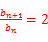 b_{n+1}/b_n = 2